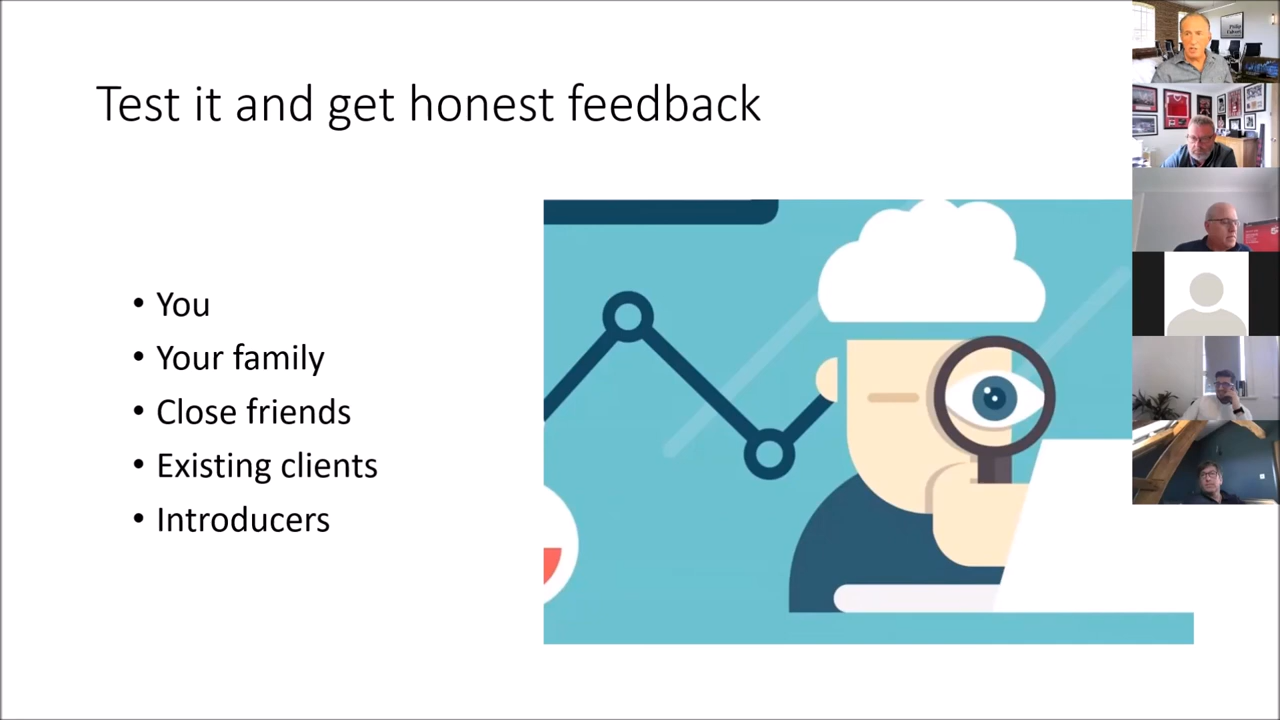 Test it and get honest feedback
• You
• Your family
• Close friends
• Existing clients
• Introducers